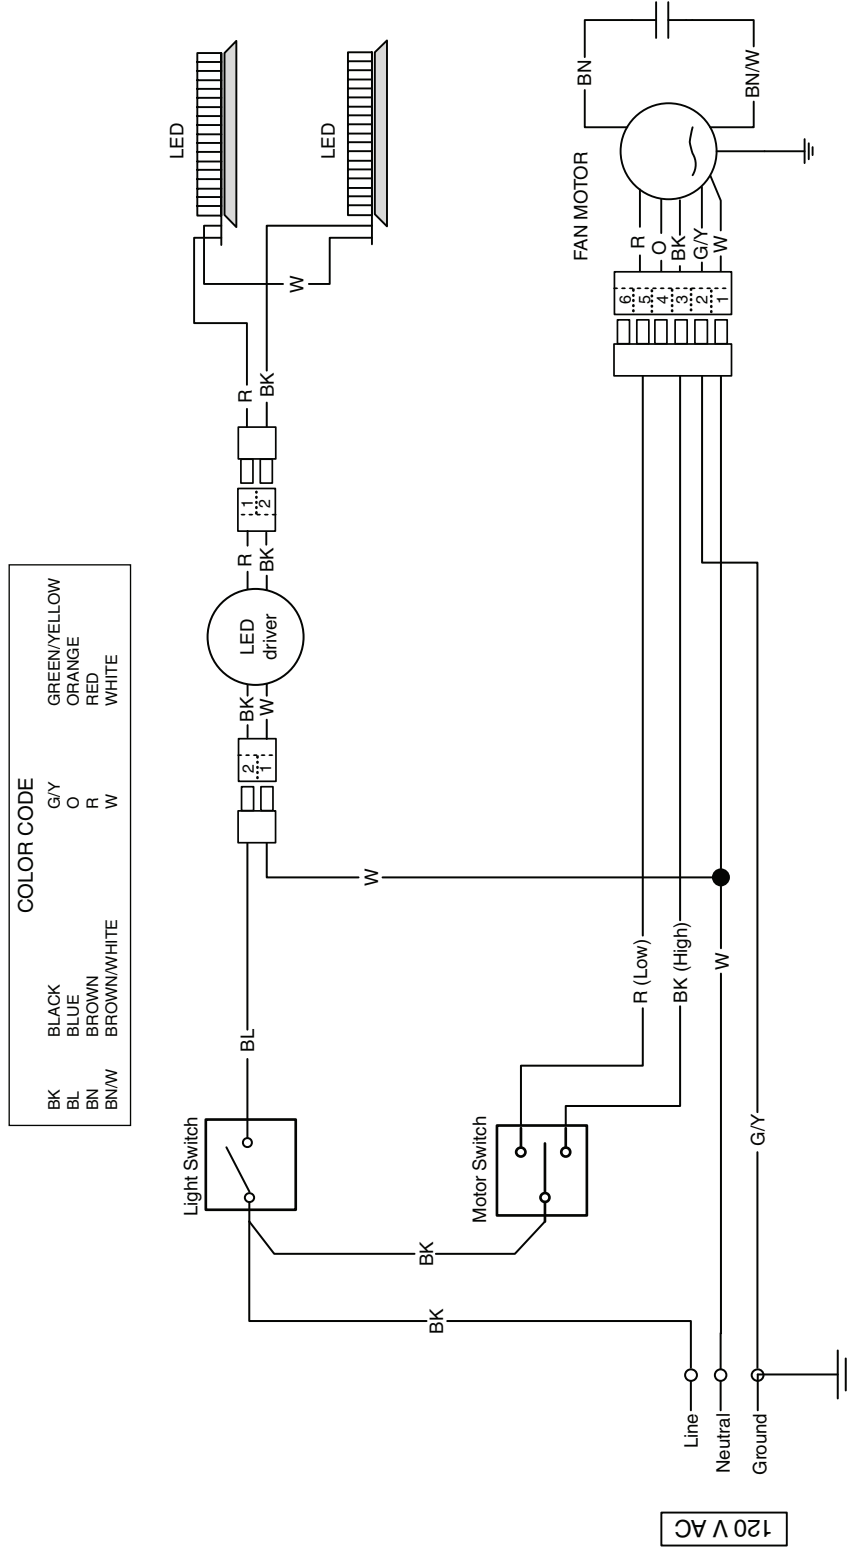 COLOR CODE
BK BLACK G/Y GREEN/YELLOW
BL BLUE O ORANGE
BN BROWN R RED
BN/W BROWN/WHITE W WHITE
LED
Light Switch
BL 2 BK LED R 1 R
1 W driver BK 2 BK
W
LED
W
BK
BK
Motor Switch
FAN MOTOR
BN
6
R (Low) 5 R
4 O
BK (High) 3 BK
Line
2 G/Y
Neutral W 1 W
BN/W
Ground G/Y
120 V AC